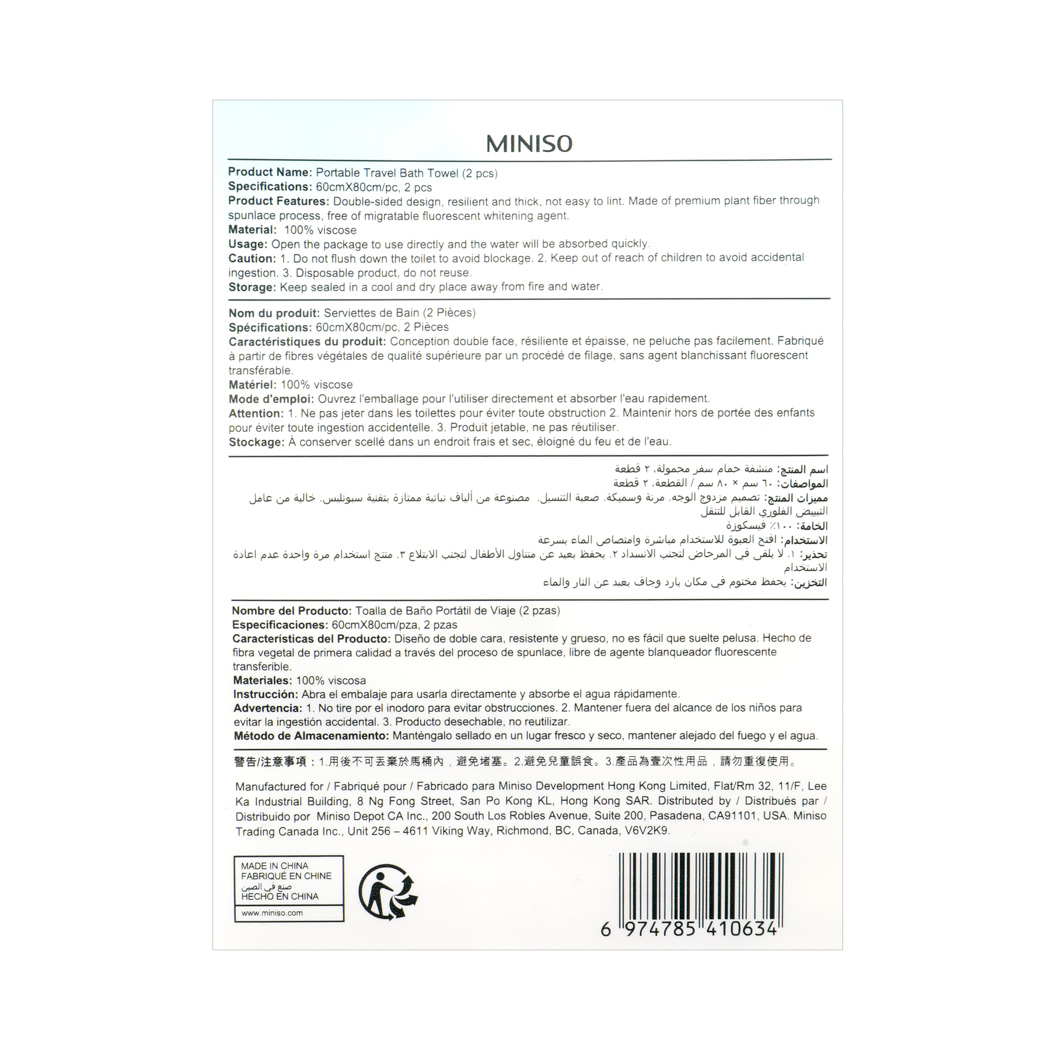 MINISO
Product Name: Portable Travel Bath Towel (2 pcs)
Specifications: 60cmX80cm/pc, 2 pcs
Product Features: Double-sided design, resilient and thick, not easy to lint. Made of premium plant fiber through
spunlace process, free of migratable fluorescent whitening agent.
Material: 100% viscose
Usage: Open the package to use directly and the water will be absorbed quickly.
Caution: 1. Do not flush down the toilet to avoid blockage. 2. Keep out of reach of children to avoid accidental
ingestion. 3. Disposable product, do not reuse.
Storage: Keep sealed in a cool and dry place away from fire and water.
Nom du produit: Serviettes de Bain (2 Pièces)
Spécifications: 60cmX80cm/pc, 2 Pièces
Caractéristiques du produit: Conception double face, résiliente et épaisse, ne peluche pas facilement. Fabriqué
à partir de fibres végétales de qualité supérieure par un procédé de filage, sans agent blanchissant fluorescent
transférable.
Matériel: 100% viscose
Mode d'emploi: Ouvrez l'emballage pour l'utiliser directement et absorber l'eau rapidement.
Attention: 1. Ne pas jeter dans les toilettes pour éviter toute obstruction 2. Maintenir hors de portée des enfants
pour éviter toute ingestion accidentelle. 3. Produit jetable, ne pas réutiliser.
Stockage: À conserver scellé dans un endroit frais et sec, éloigné du feu et de l'eau.
اسم المنتج: منشفة حمام سفر محمولة، ٢ قطعة
المواصفات: ٦٠ سم × ٨٠ سم / القطعة، ٢ قطعة
مميزات المنتج: تصميم مزدوج الوجه. مرنة وسميكة. صعبة التنسيل. مصنوعة من ألياف نباتية ممتازة بتقنية سبونليس. خالية من عامل
التبييض الفلوري القابل للتنقل
الخامة: ١٠٠٪ فيسكوزة
الاستخدام: افتح العبوة للاستخدام مباشرة وامتصاص الماء بسرعة
تحذير: ١. لا يلقى في المرحاض لتجنب الانسداد ٢. يحفظ بعيد عن متناول الأطفال لتجنب الابتلاع ٣. منتج استخدام مرة واحدة عدم اعادة
الاستخدام
التخزين: يحفظ مختوم في مكان بارد وجاف بعيد عن النار والماء
Nombre del Producto: Toalla de Baño Portátil de Viaje (2 pzas)
Especificaciones: 60cmX80cm/pza, 2 pzas
Características del Producto: Diseño de doble cara, resistente y grueso, no es fácil que suelte pelusa. Hecho de
fibra vegetal de primera calidad a través del proceso de spunlace, libre de agente blanqueador fluorescente
transferible.
Materiales: 100% viscosa
Instrucción: Abra el embalaje para usarla directamente y absorbe el agua rápidamente.
Advertencia: 1. No tire por el inodoro para evitar obstrucciones. 2. Mantener fuera del alcance de los niños para
evitar la ingestión accidental. 3. Producto desechable, no reutilizar.
Método de Almacenamiento: Manténgalo sellado en un lugar fresco y seco, mantener alejado del fuego y el agua.
警告/注意事項：1.用後不可丟棄於馬桶內，避免堵塞。2.避免兒童誤食。3.產品為壹次性用品，請勿重復使用。
Manufactured for / Fabriqué pour / Fabricado para Miniso Development Hong Kong Limited, Flat/Rm 32, 11/F, Lee
Ka Industrial Building, 8 Ng Fong Street, San Po Kong KL, Hong Kong SAR. Distributed by / Distribués par /
Distribuido por Miniso Depot CA Inc., 200 South Los Robles Avenue, Suite 200, Pasadena, CA91101, USA. Miniso
Trading Canada Inc., Unit 256 – 4611 Viking Way, Richmond, BC, Canada, V6V2K9.
MADE IN CHINA
FABRIQUÉ EN CHINE
صنع في الصين
HECHO EN CHINA
www.miniso.com
6 974785 410634